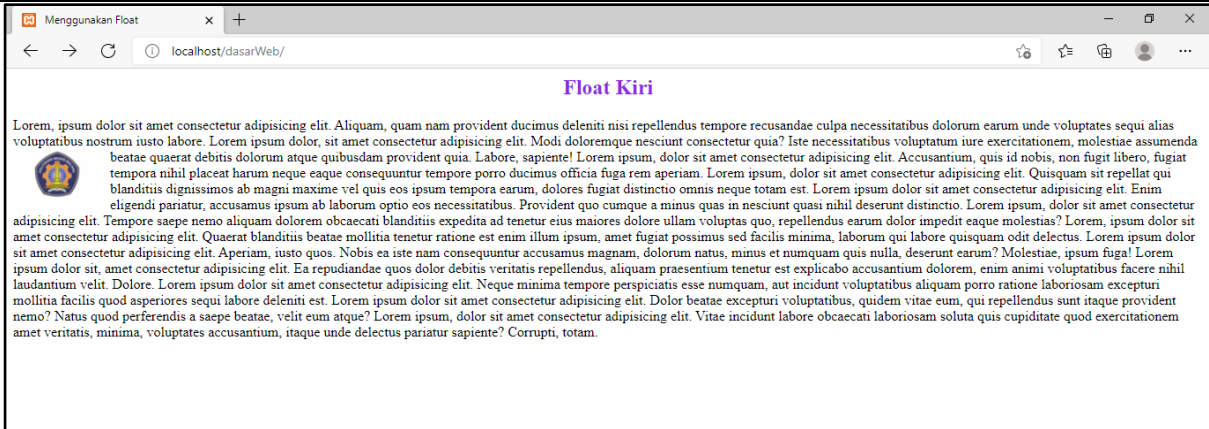 Menggunakan Float
localhost/dasarWeb/
Float Kiri
Lorem, ipsum dolor sit amet consectetur adipisicing elit. Aliquam, quam nam provident ducimus deleniti nisi repellendus tempore recusandae culpa necessitatibus dolorum earum unde voluptates sequi alias
voluptatibus nostrum iusto labore. Lorem ipsum dolor, sit amet consectetur adipisicing elit. Modi doloremque nesciunt consectetur quia? Iste necessitatibus voluptatum iure exercitationem, molestiae assumenda
beatae quaerat debitis dolorum atque quibusdam provident quia. Labore, sapiente! Lorem ipsum, dolor sit amet consectetur adipisicing elit. Accusantium, quis id nobis, non fugit libero, fugiat
tempora nihil placeat harum neque eaque consequuntur tempore porro ducimus officia fuga rem aperiam. Lorem ipsum, dolor sit amet consectetur adipisicing elit. Quisquam sit repellat qui
blanditiis dignissimos ab magni maxime vel quis eos ipsum tempora earum, dolores fugiat distinctio omnis neque totam est. Lorem ipsum dolor sit amet consectetur adipisicing elit. Enim
eligendi pariatur, accusamus ipsum ab laborum optio eos necessitatibus. Provident quo cumque a minus quas in nesciunt quasi nihil deserunt distinctio. Lorem ipsum, dolor sit amet consectetur
adipisicing elit. Tempore saepe nemo aliquam dolorem obcaecati blanditiis expedita ad tenetur eius maiores dolore ullam voluptas quo, repellendus earum dolor impedit eaque molestias? Lorem, ipsum dolor sit
amet consectetur adipisicing elit. Quaerat blanditiis beatae mollitia tenetur ratione est enim illum ipsum, amet fugiat possimus sed facilis minima, laborum qui labore quisquam odit delectus. Lorem ipsum dolor
sit amet consectetur adipisicing elit. Aperiam, iusto quos. Nobis ea iste nam consequuntur accusamus magnam, dolorum natus, minus et numquam quis nulla, deserunt earum? Molestiae, ipsum fuga! Lorem
ipsum dolor sit, amet consectetur adipisicing elit. Ea repudiandae quos dolor debitis veritatis repellendus, aliquam praesentium tenetur est explicabo accusantium dolorem, enim animi voluptatibus facere nihil
laudantium velit. Dolore. Lorem ipsum dolor sit amet consectetur adipisicing elit. Neque minima tempore perspiciatis esse numquam, aut incidunt voluptatibus aliquam porro ratione laboriosam excepturi
mollitia facilis quod asperiores sequi labore deleniti est. Lorem ipsum dolor sit amet consectetur adipisicing elit. Dolor beatae excepturi voluptatibus, quidem vitae eum, qui repellendus sunt itaque provident
nemo? Natus quod perferendis a saepe beatae, velit eum atque? Lorem ipsum, dolor sit amet consectetur adipisicing elit. Vitae incidunt labore obcaecati laboriosam soluta quis cupiditate quod exercitationem
amet veritatis, minima, voluptates accusantium, itaque unde delectus pariatur sapiente? Corrupti, totam.